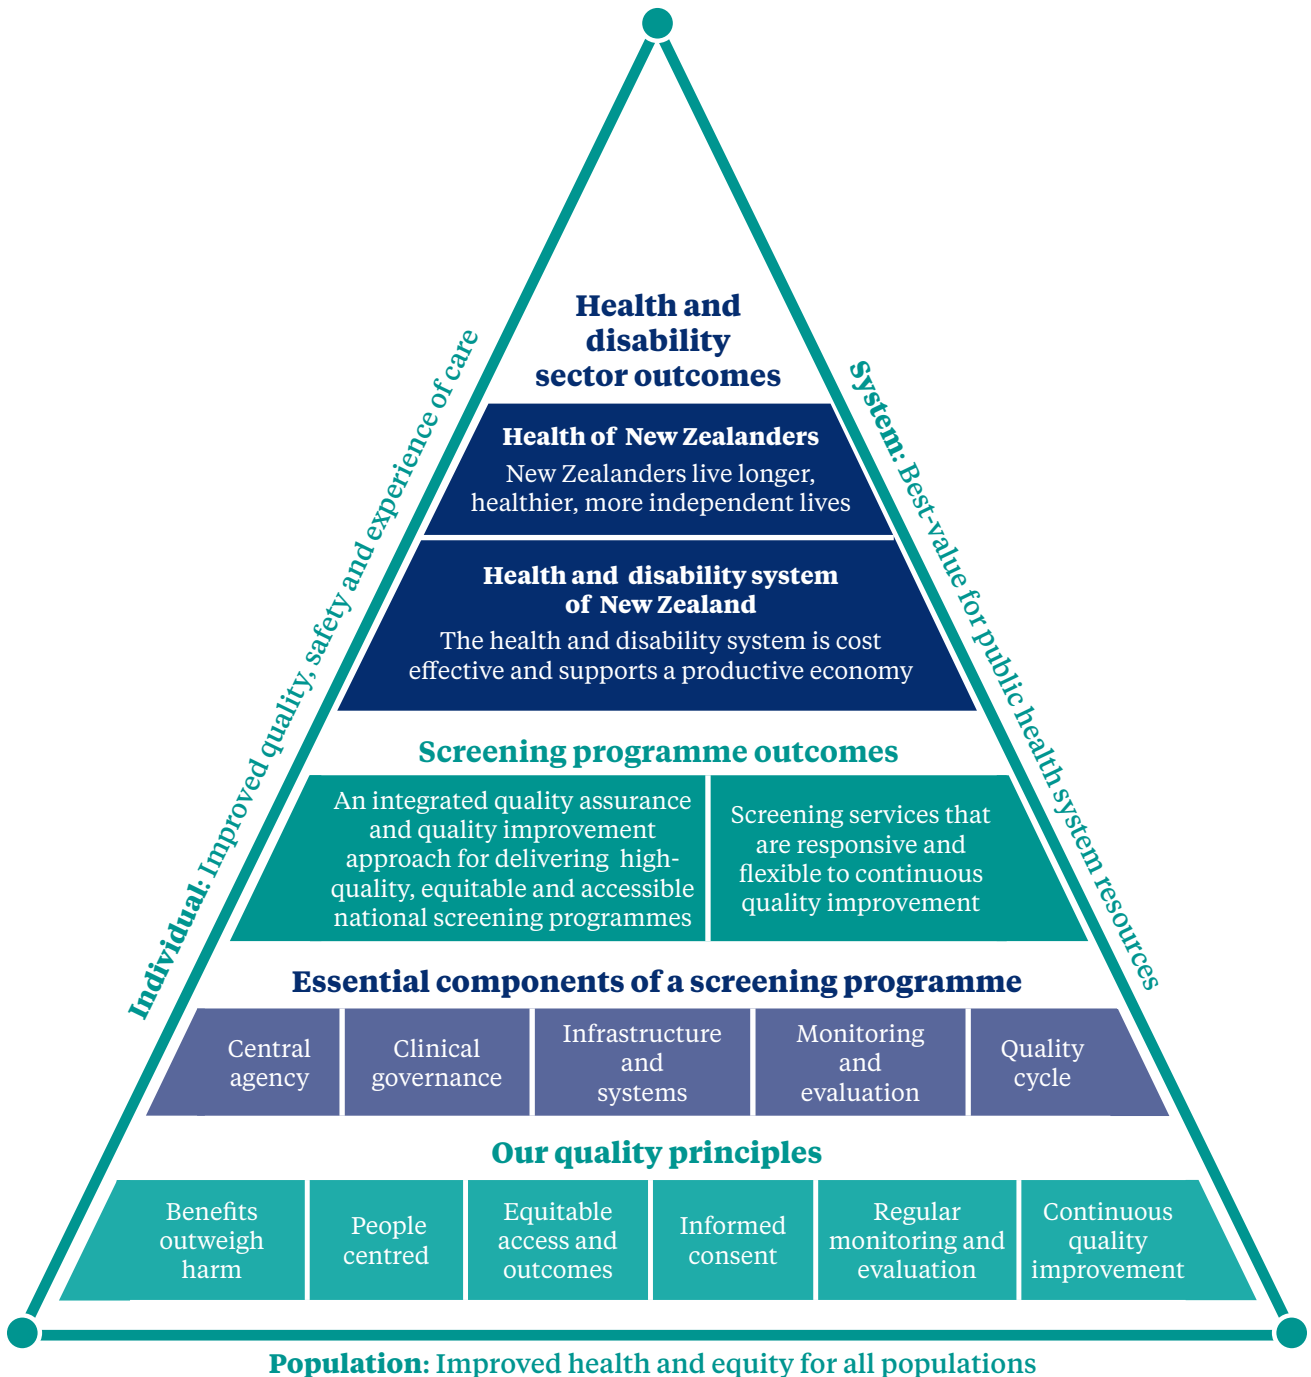 Health and
disability
sector outcomes
Health of New Zealanders
New Zealanders live longer,
healthier, more independent lives
Health and disability system
of New Zealand
The health and disability system is cost
effective and supports a productive economy
Screening programme outcomes
An integrated quality assurance
and quality improvement
approach for delivering high-
quality, equitable and accessible
national screening programmes
Screening services that
are responsive and
flexible to continuous
quality improvement
Essential components of a screening programme
Central
agency
Clinical
governance
Infrastructure
and
systems
Monitoring
and
evaluation
Quality
cycle
Our quality principles
Benefits
outweigh
harm
People
centred
Equitable
access and
outcomes
Informed
consent
Regular
monitoring and
evaluation
Continuous
quality
improvement
Individual: Improved quality, safety and experience of care
System: Best-value for public health system resources
Population: Improved health and equity for all populations